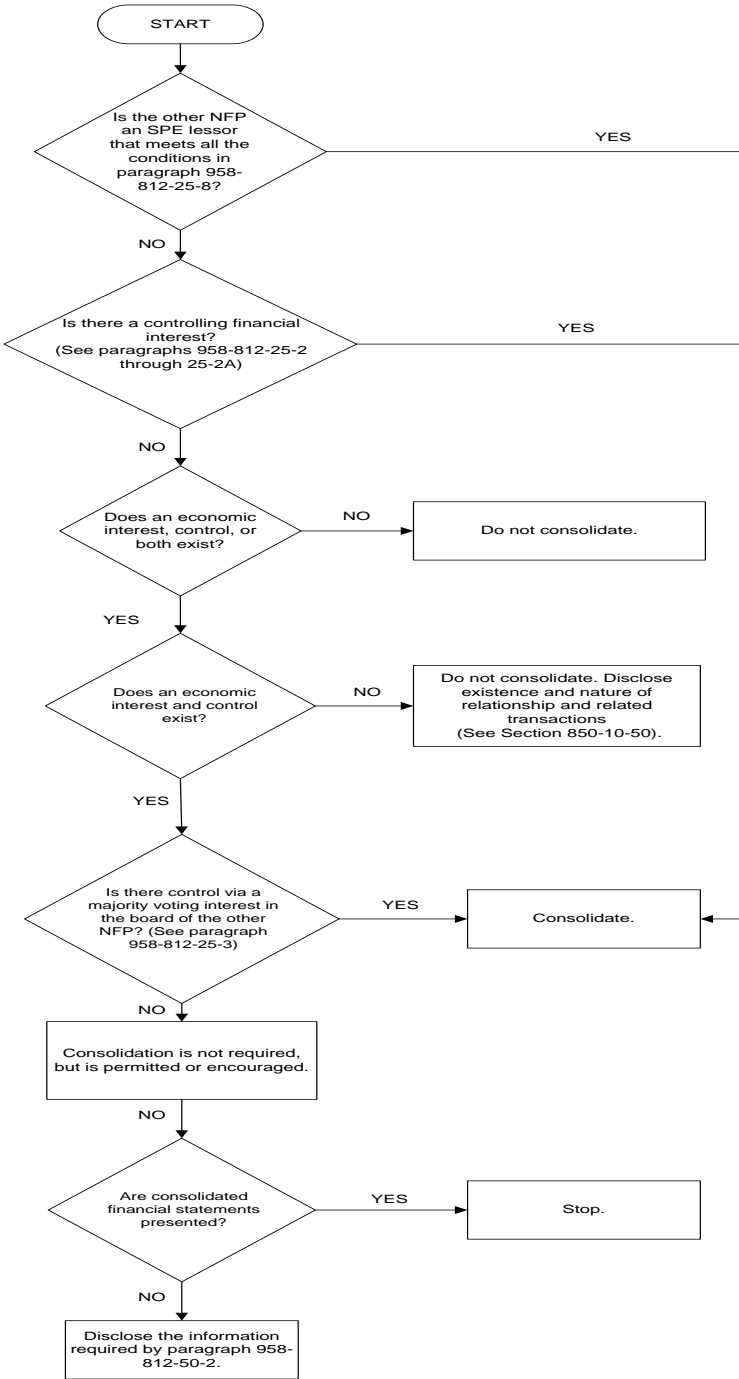 START
Is the other NFP
an SPE lessor
that meets all the
conditions in
paragraph 958-
812-25-8?
YES
NO
Is there a controlling financial
interest?
(See paragraphs 958-812-25-2
through 25-2A)
YES
NO
Does an economic
interest, control, or
both exist?
NO
Do not consolidate.
YES
Does an economic
interest and control
exist?
NO
Do not consolidate. Disclose
existence and nature of
relationship and related
transactions
(See Section 850-10-50).
YES
Is there control via a
majority voting interest in
the board of the other
NFP? (See paragraph
958-812-25-3)
YES
Consolidate.
NO
Consolidation is not required,
but is permitted or encouraged.
NO
Are consolidated
financial statements
presented?
YES
Stop.
NO
Disclose the information
required by paragraph 958-
812-50-2.